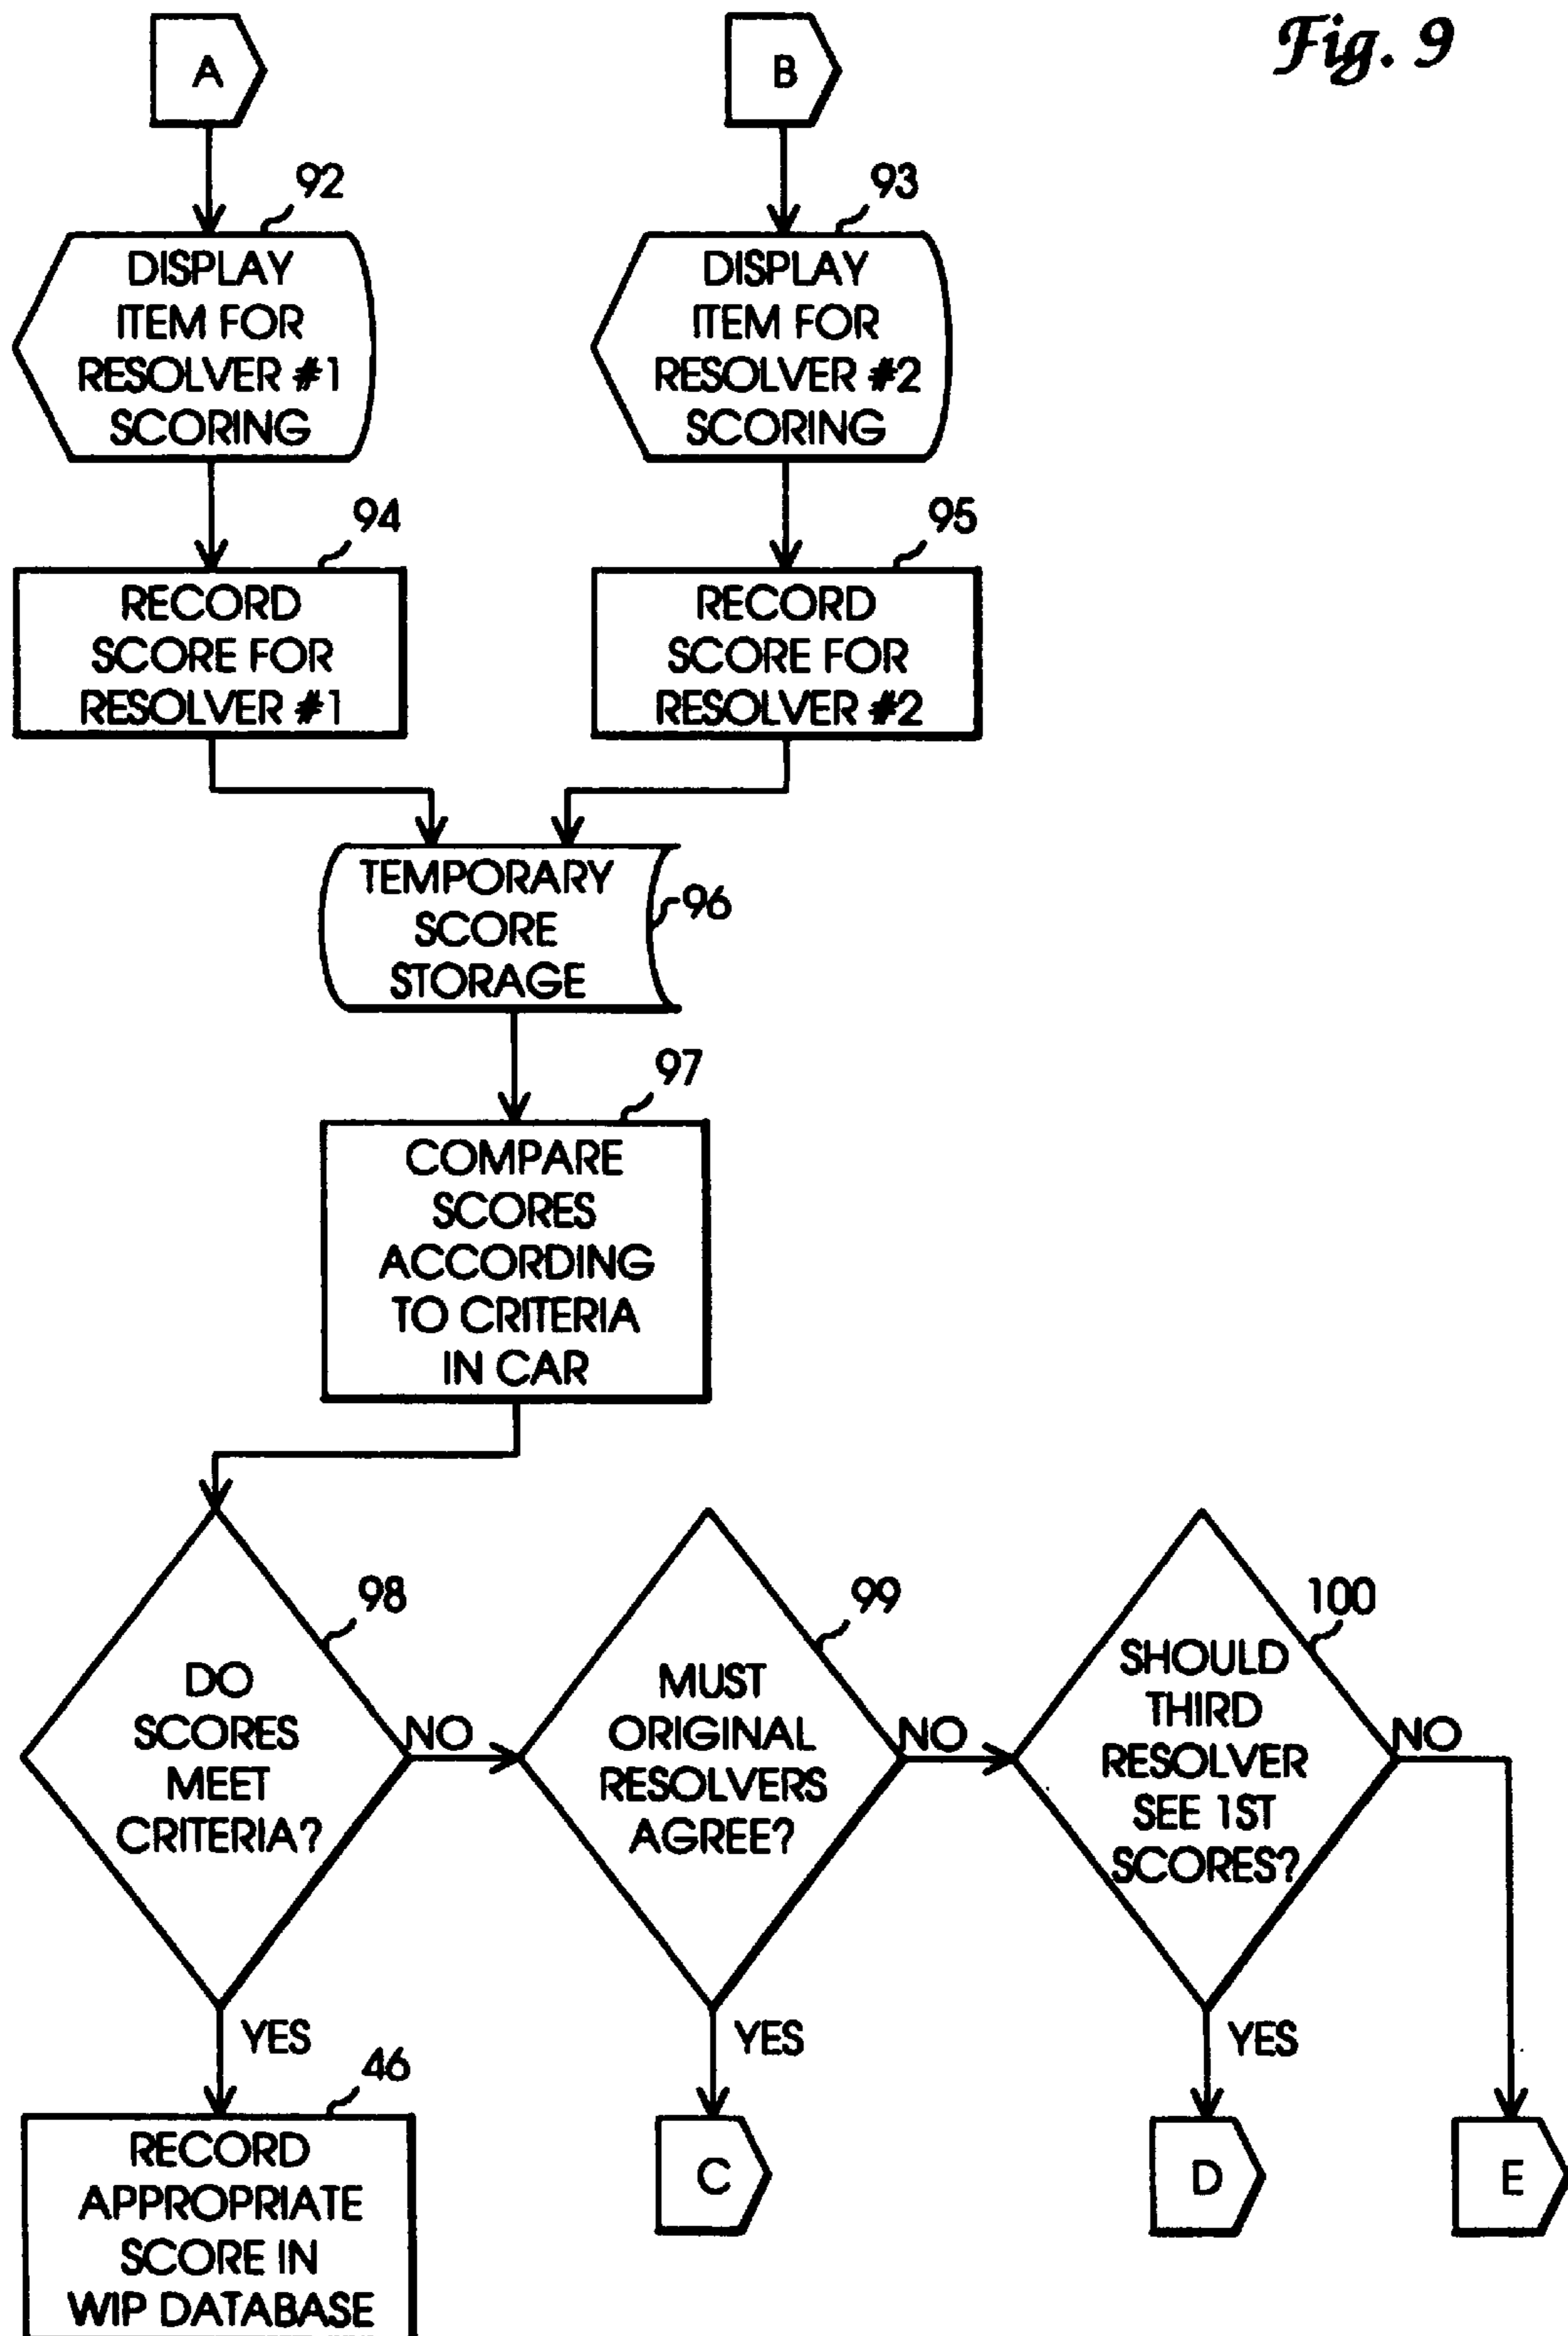 Fig. 9
A
B
92
93
DISPLAY
ITEM FOR
RESOLVER #1
SCORING
DISPLAY
ITEM FOR
RESOLVER #2
SCORING
94
95
RECORD
SCORE FOR
RESOLVER #1
RECORD
SCORE FOR
RESOLVER #2
TEMPORARY
SCORE
STORAGE
96
97
COMPARE
SCORES
ACCORDING
TO CRITERIA
IN CAR
98
DO
SCORES
MEET
CRITERIA?
NO
99
MUST
ORIGINAL
RESOLVERS
AGREE?
NO
100
SHOULD
THIRD
RESOLVER
SEE 1ST
SCORES?
NO
YES
YES
YES
46
RECORD
APPROPRIATE
SCORE IN
WIP DATABASE
C
D
E